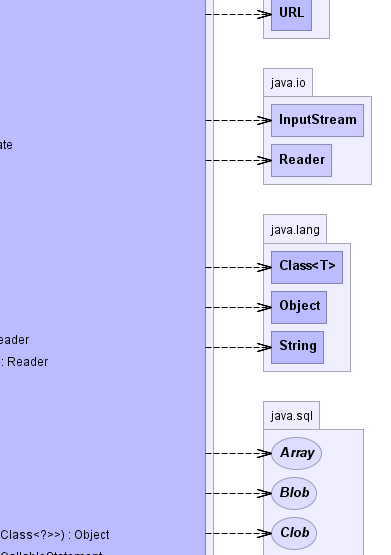 URL
java.io
InputStream
ate
Reader
java.lang
Class<T>
Object
eader
String
: Reader
java.sql
Array
Blob
Class<?>>) : Object
Clob
CallableStatement